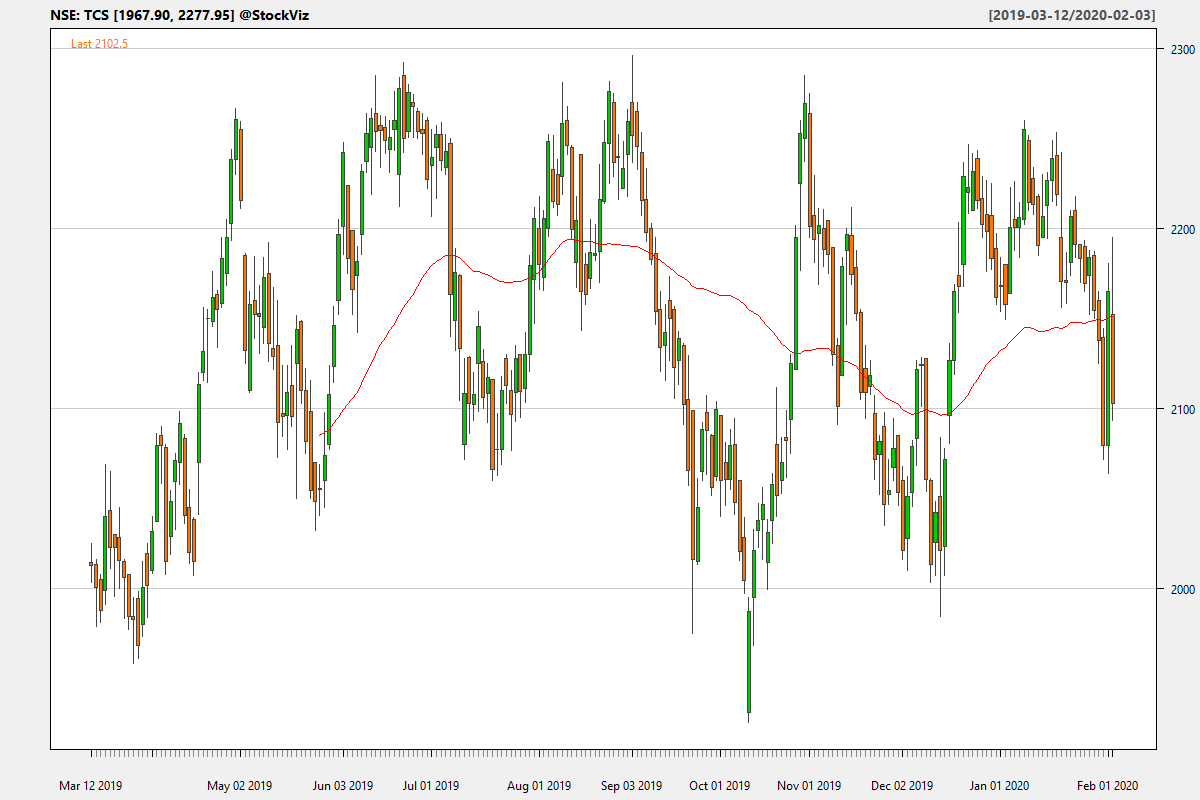 NSE: TCS [1967.90, 2277.95] @StockViz
[2019-03-12/2020-02-03]
Last 2102.5
2300
2200
2100
2000
Mar 12 2019 May 02 2019 Jun 03 2019 Jul 01 2019 Aug 01 2019 Sep 03 2019 Oct 01 2019 Nov 01 2019 Dec 02 2019 Jan 01 2020 Feb 01 2020